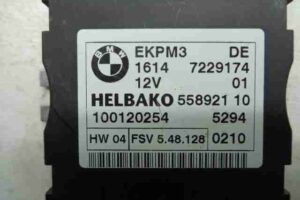 BMW
EKPM3 DE
1614 7229174
12V 01
HELBAKO 558921 10
100120254 5294
HW 04 FSV 5.48.128 0210